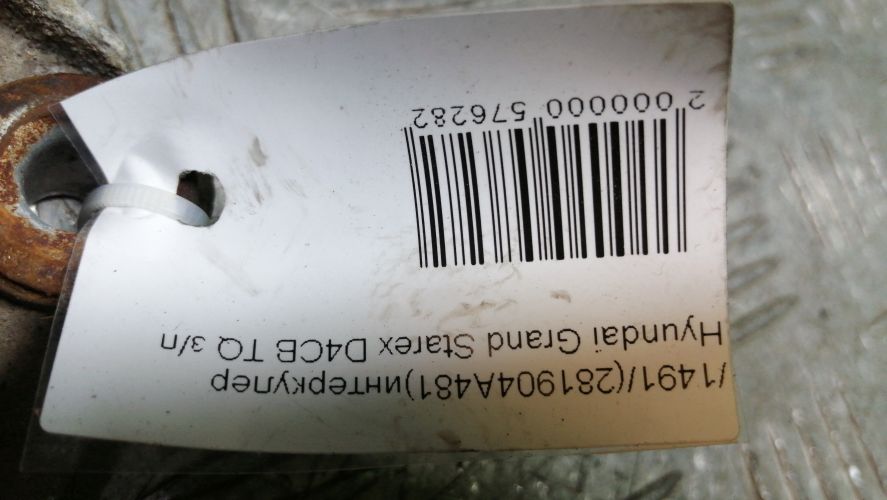 /1491/(281904A481)интеркулер
Hyundai Grand Starex D4CB TQ з/п
2 000000 576282